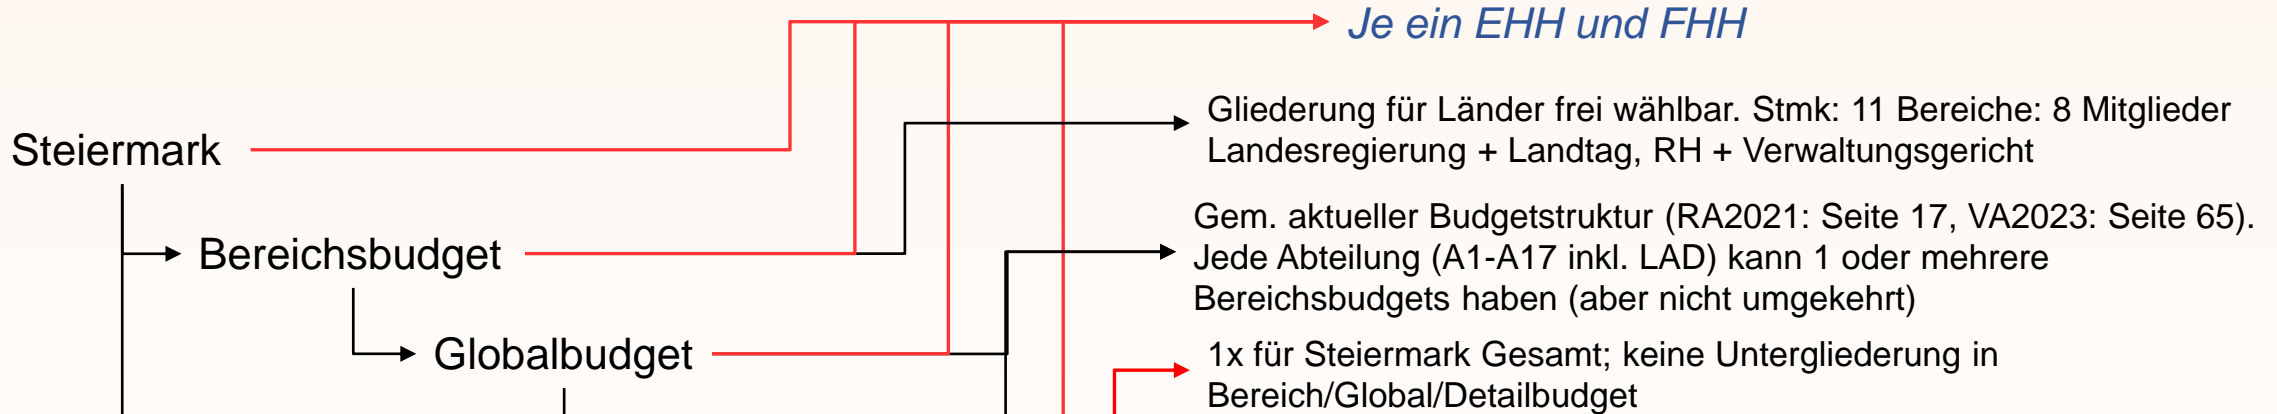 Je ein EHH und FHH
Gliederung für Länder frei wählbar. Stmk: 11 Bereiche: 8 Mitglieder
Landesregierung + Landtag, RH + Verwaltungsgericht
Steiermark
Gem. aktueller Budgetstruktur (RA2021: Seite 17, VA2023: Seite 65).
Jede Abteilung (A1-A17 inkl. LAD) kann 1 oder mehrere
Bereichsbudgets haben (aber nicht umgekehrt)
Bereichsbudget
Globalbudget
1x für Steiermark Gesamt; keine Untergliederung in
Bereich/Global/Detailbudget